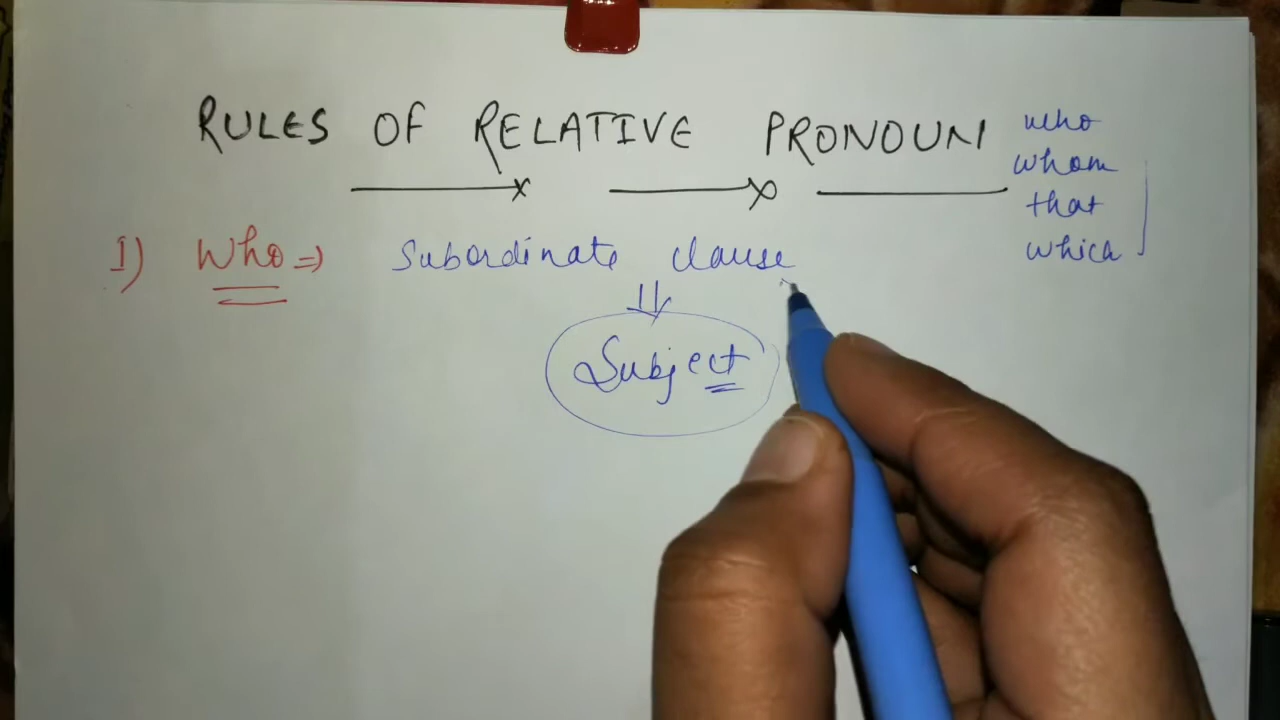 RULES OF RELATIVE PRONOUN
who
whom
that
which
1) Who => Subordinate clause
Subject